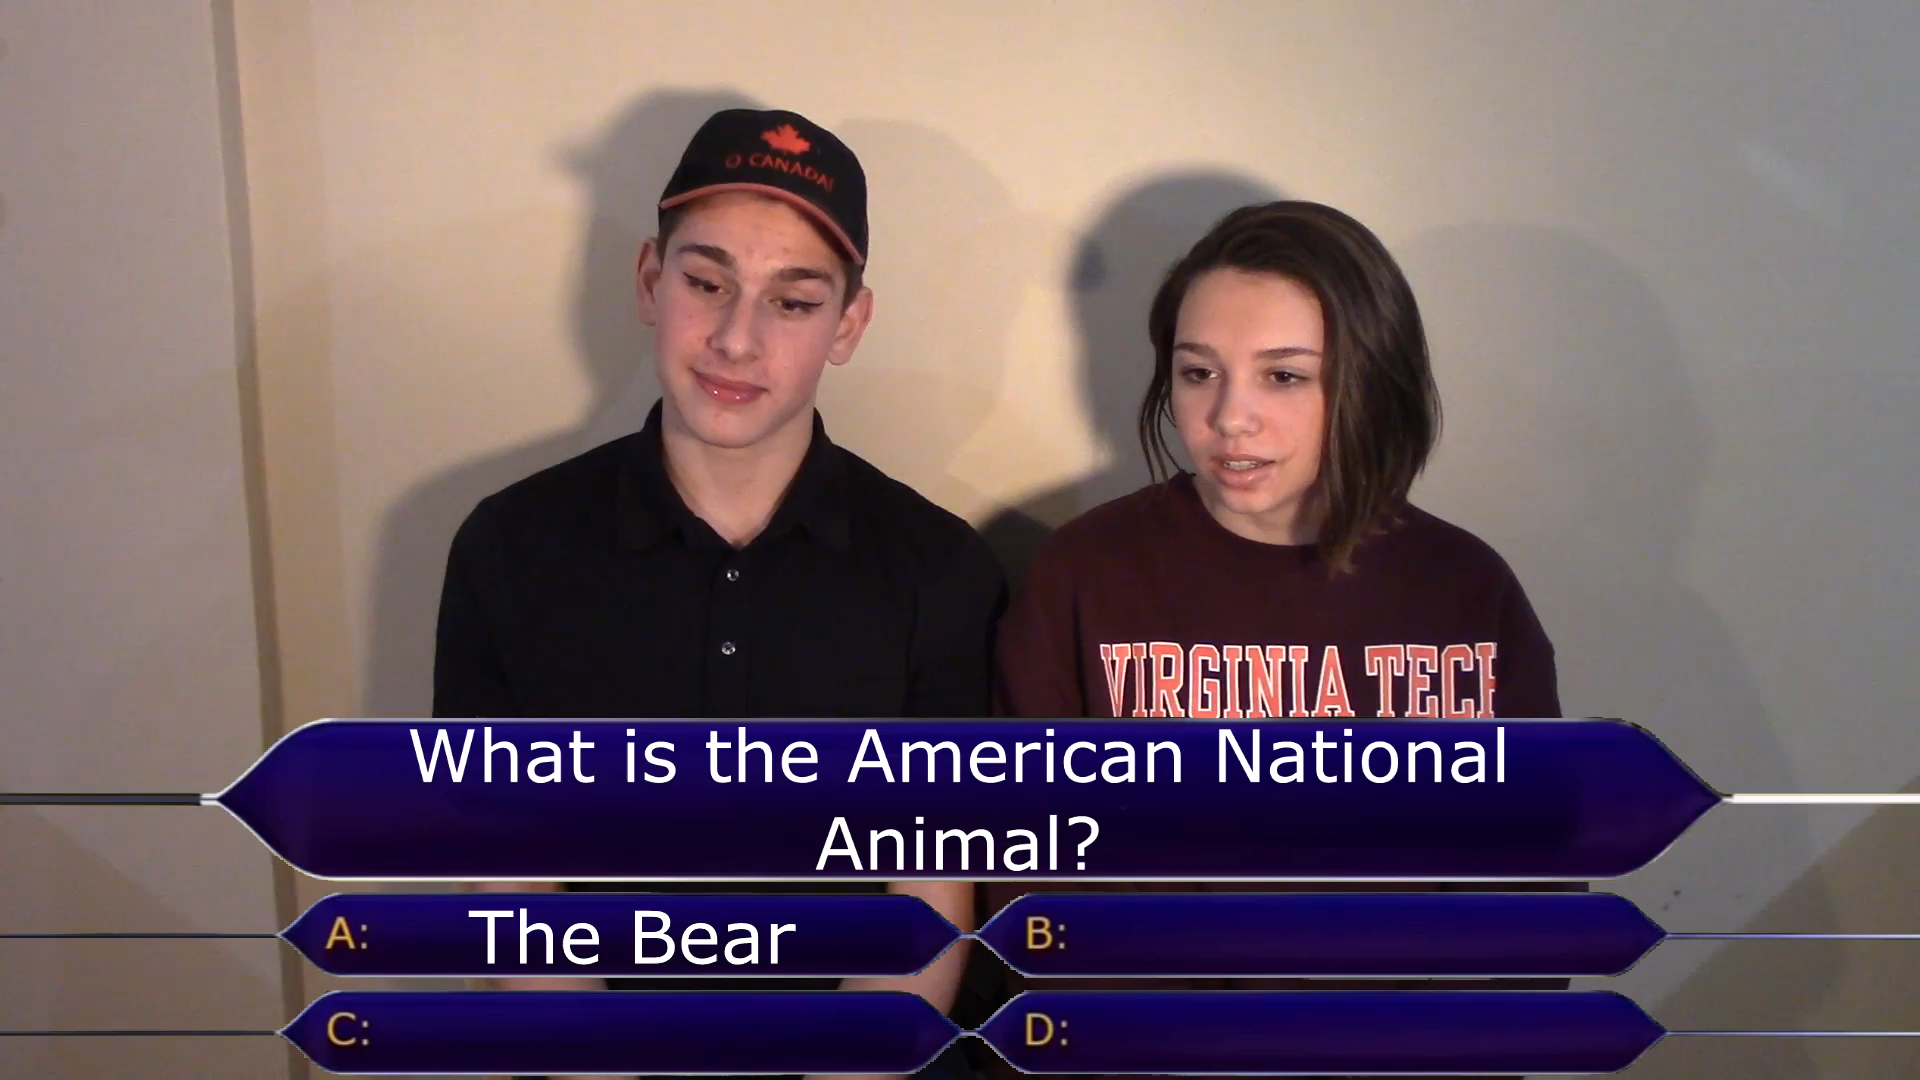 O CANADA!
VIRGINIA TECH
What is the American National
Animal?
A: The Bear
B:
C:
D: